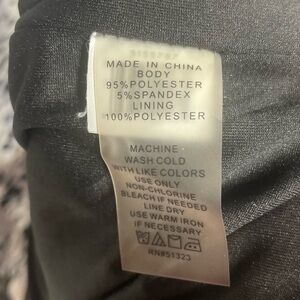 MADE IN CHINA
BODY
95%POLYESTER
5%SPANDEX
LINING
100%POLYESTER
MACHINE
WASH COLD
WITH LIKE COLORS
USE ONLY
NON-CHLORINE
BLEACH IF NEEDED
LINE DRY
USE WARM IRON
IF NECESSARY
RN#51323